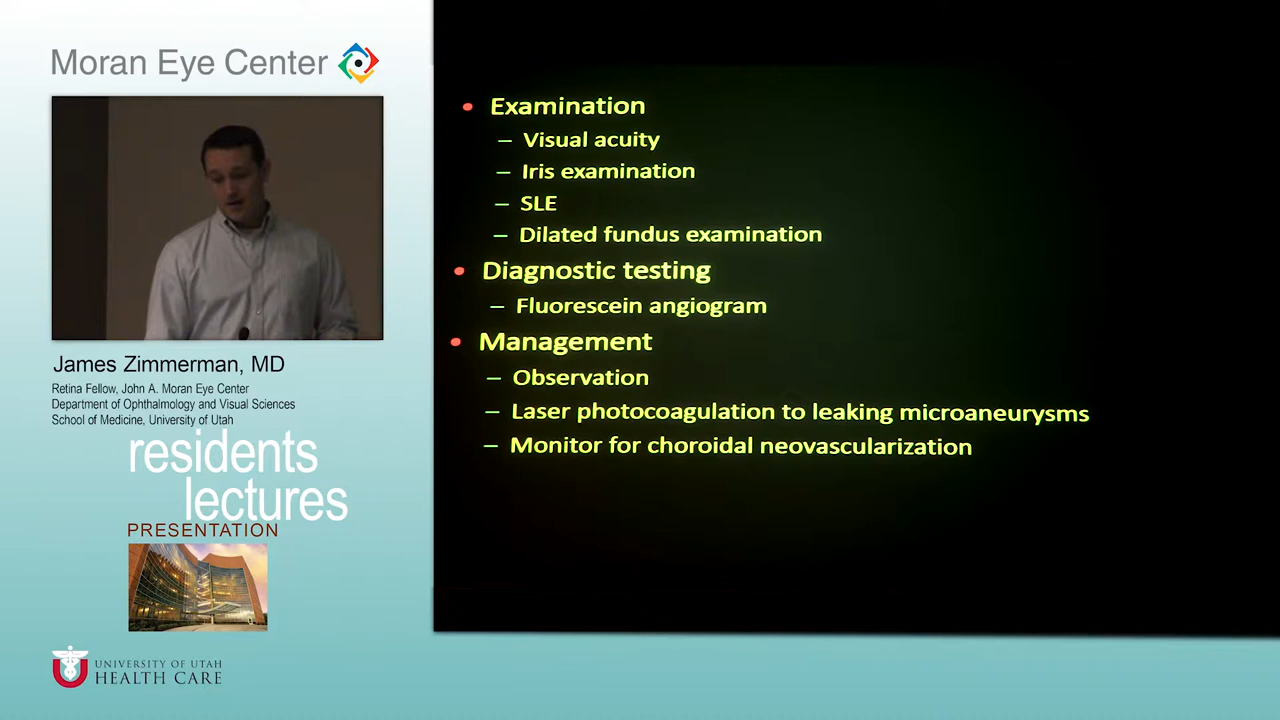 Moran Eye Center
James Zimmerman, MD
Retina Fellow, John A. Moran Eye Center
Department of Ophthalmology and Visual Sciences
School of Medicine, University of Utah
residents
lectures
PRESENTATION
UNIVERSITY OF UTAH
HEALTH CARE
• Examination
– Visual acuity
– Iris examination
– SLE
– Dilated fundus examination
• Diagnostic testing
– Fluorescein angiogram
• Management
– Observation
– Laser photocoagulation to leaking microaneurysms
– Monitor for choroidal neovascularization